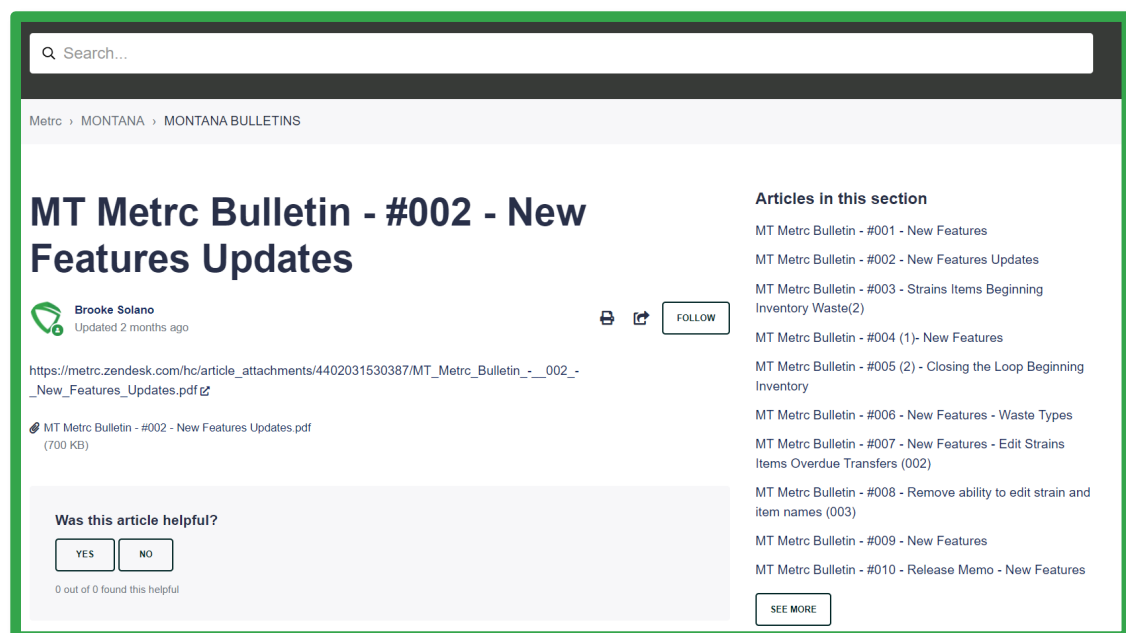 Search...
Metrc › MONTANA › MONTANA BULLETINS
MT Metrc Bulletin - #002 - New
Features Updates
Brooke Solano
Updated 2 months ago
FOLLOW
https://metrc.zendesk.com/hc/article_attachments/4402031530387/MT_Metrc_Bulletin_-__002_-
_New_Features_Updates.pdf
MT Metrc Bulletin - #002 - New Features Updates.pdf
(700 KB)
Was this article helpful?
YES NO
0 out of 0 found this helpful
Articles in this section
MT Metrc Bulletin - #001 - New Features
MT Metrc Bulletin - #002 - New Features Updates
MT Metrc Bulletin - #003 - Strains Items Beginning
Inventory Waste(2)
MT Metrc Bulletin - #004 (1)- New Features
MT Metrc Bulletin - #005 (2) - Closing the Loop Beginning
Inventory
MT Metrc Bulletin - #006 - New Features - Waste Types
MT Metrc Bulletin - #007 - New Features - Edit Strains
Items Overdue Transfers (002)
MT Metrc Bulletin - #008 - Remove ability to edit strain and
item names (003)
MT Metrc Bulletin - #009 - New Features
MT Metrc Bulletin - #010 - Release Memo - New Features
SEE MORE